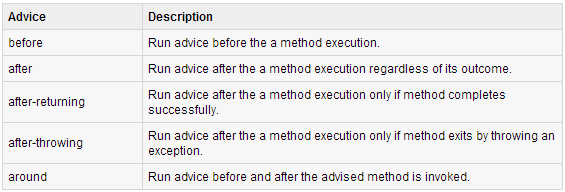 Advice Description
before Run advice before the a method execution.
after Run advice after the a method execution regardless of its outcome.
after-returning Run advice after the a method execution only if method completes
successfully.
after-throwing Run advice after the a method execution only if method exits by throwing an
exception.
around Run advice before and after the advised method is invoked.